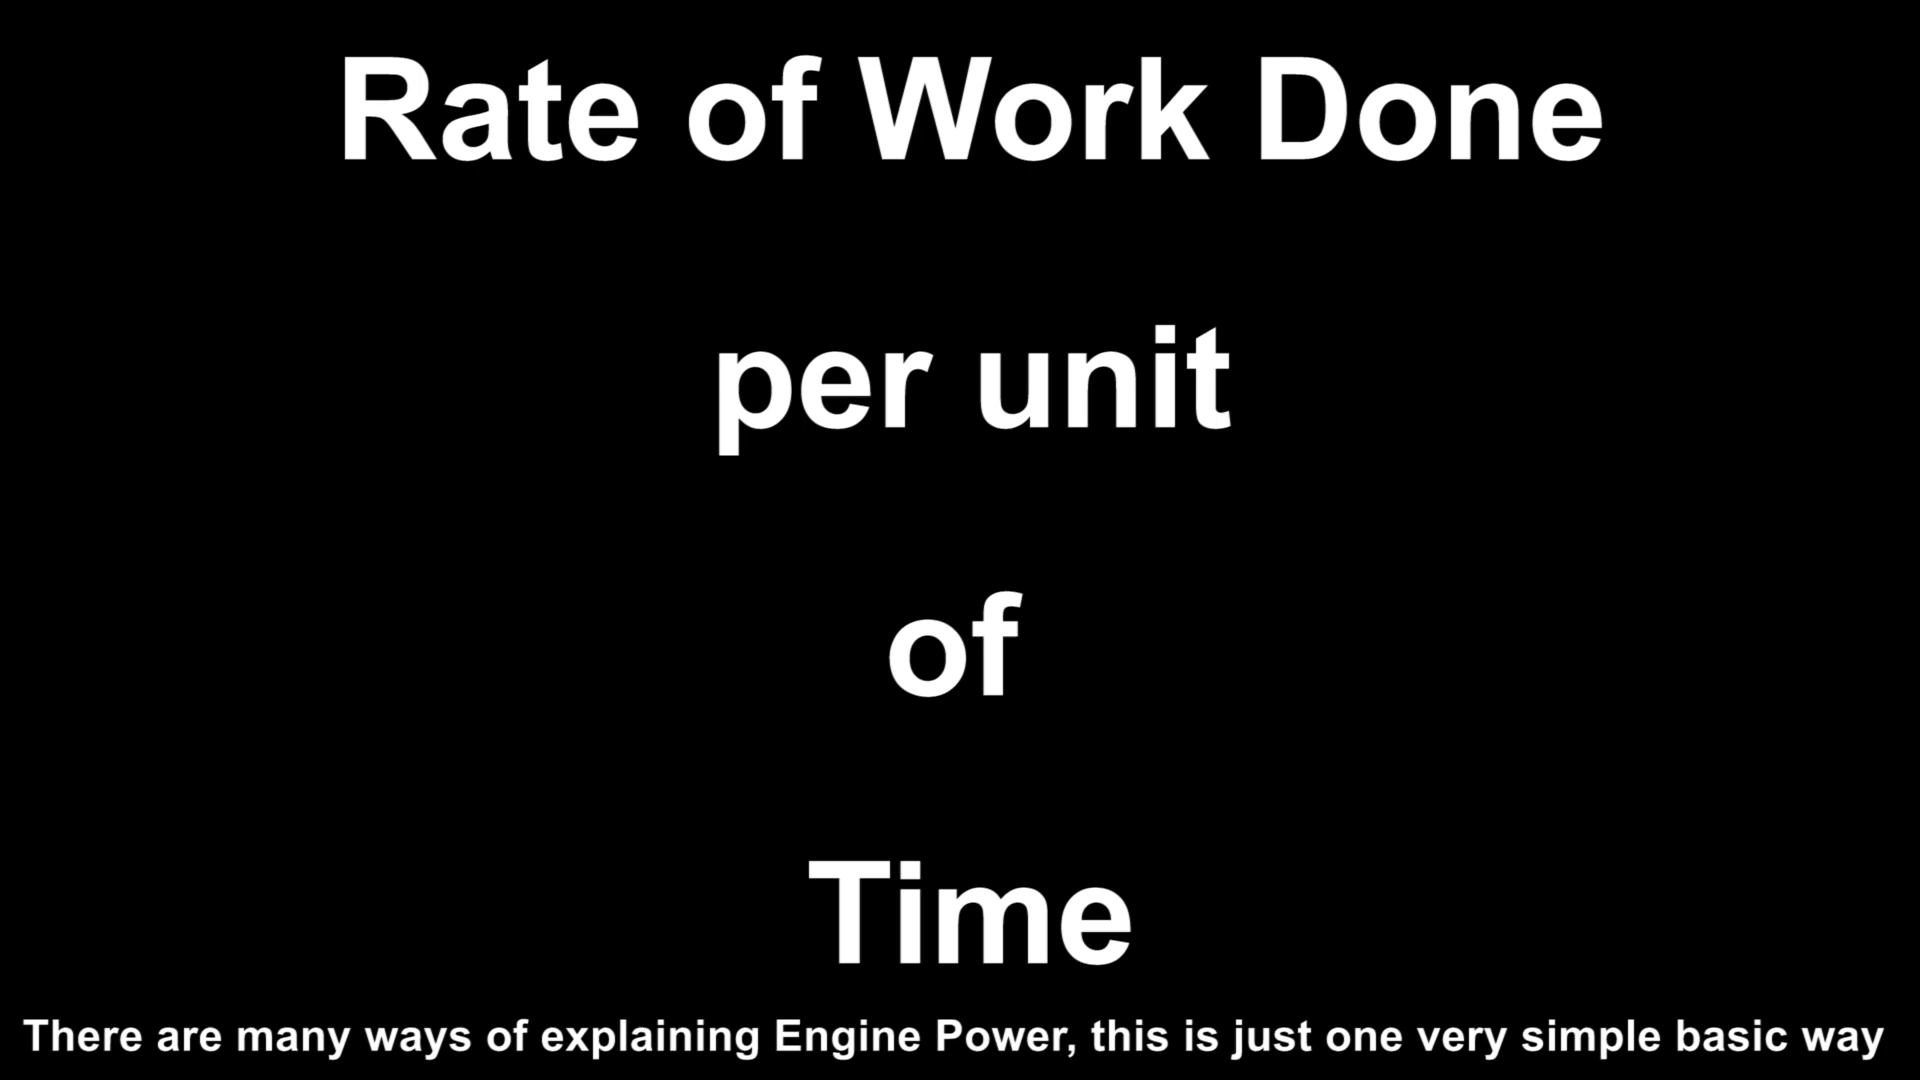 Rate of Work Done
per unit
of
Time
There are many ways of explaining Engine Power, this is just one very simple basic way